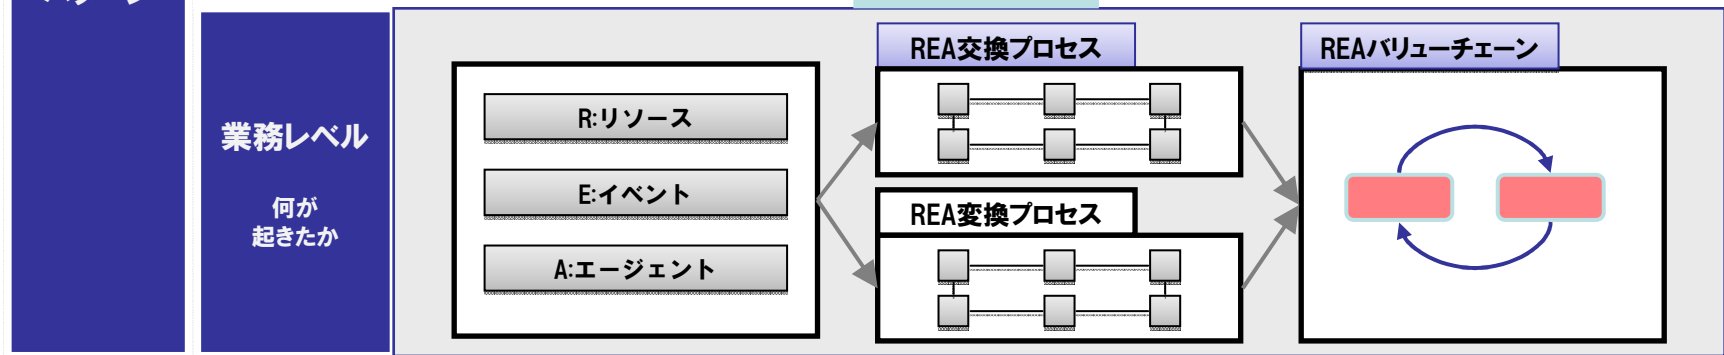 業務レベル
何が
起きたか
R:リソース
E:イベント
A:エージェント
REA交換プロセス
REA変換プロセス
REAバリューチェーン